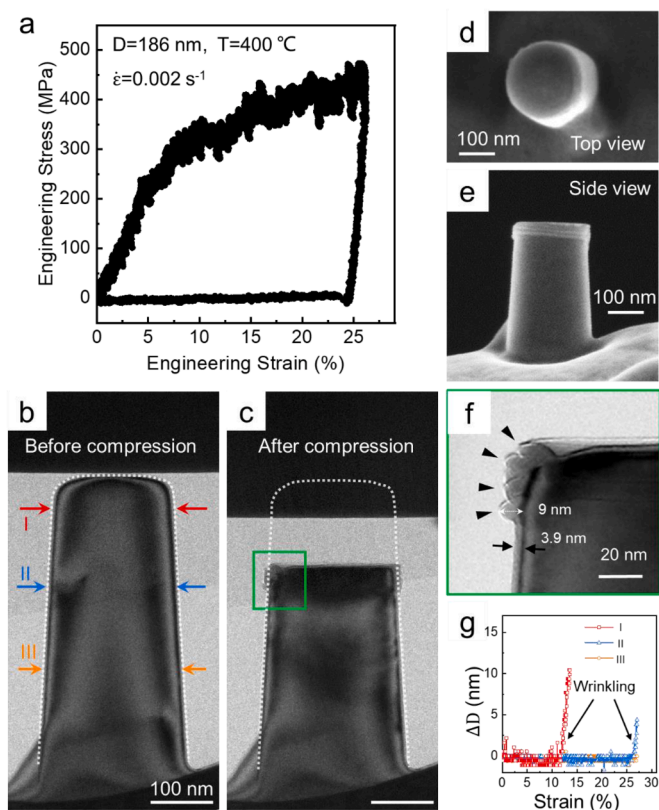 a
D=186 nm, T=400 ℃
ε̇=0.002 s⁻¹
Engineering Stress (MPa)
500
400
300
200
100
0
0 5 10 15 20 25
Engineering Strain (%)
d
100 nm
Top view
e
Side view
100 nm
b
Before compression
I
II
III
100 nm
c
After compression
f
9 nm
3.9 nm
20 nm
g
I
II
III
Wrinkling
ΔD (nm)
15
10
5
0
0 5 10 15 20 25 30
Strain (%)